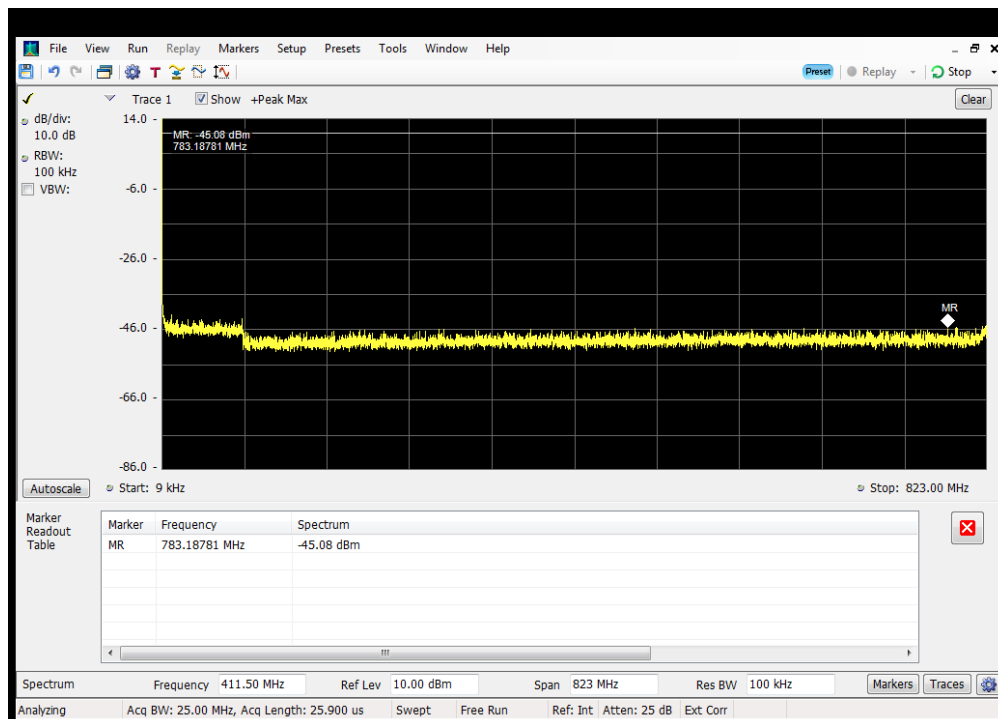 File View Run Replay Markers Setup Presets Tools Window Help
T Preset Replay Stop
Trace 1 Show +Peak Max Clear
dB/div:
10.0 dB
RBW:
100 kHz
VBW:
14.0
MR: -45.08 dBm
783.18781 MHz
-6.0
-26.0
MR
-46.0
-66.0
-86.0
Autoscale Start: 9 kHz Stop: 823.00 MHz
Marker
Readout
Table
Marker Frequency Spectrum
MR 783.18781 MHz -45.08 dBm
Spectrum Frequency 411.50 MHz Ref Lev 10.00 dBm Span 823 MHz Res BW 100 kHz Markers Traces
Analyzing Acq BW: 25.00 MHz, Acq Length: 25.900 us Swept Free Run Ref: Int Atten: 25 dB Ext Corr